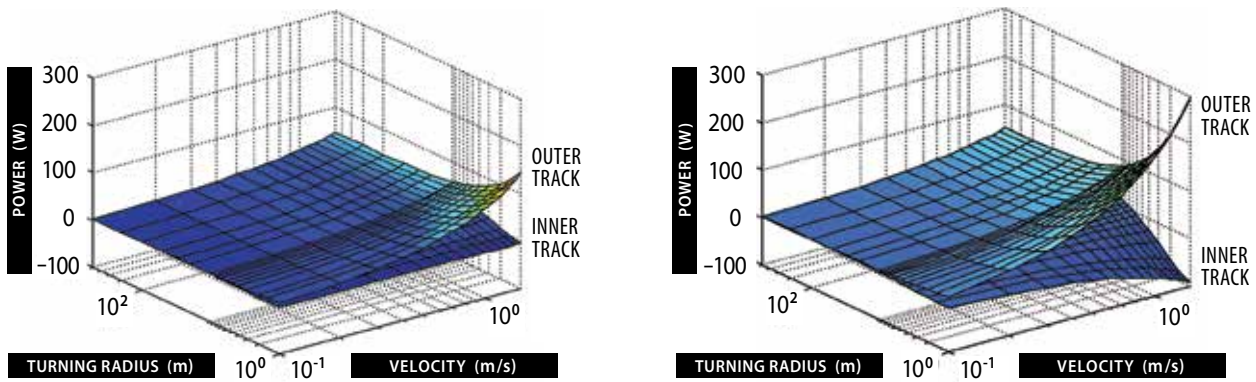 300
200
100
0
–100
POWER (W)
OUTER
TRACK
INNER
TRACK
10²
10⁰
10⁻¹
10⁰
TURNING RADIUS (m)
VELOCITY (m/s)
300
200
100
0
–100
POWER (W)
OUTER
TRACK
INNER
TRACK
10²
10⁰
10⁻¹
10⁰
TURNING RADIUS (m)
VELOCITY (m/s)